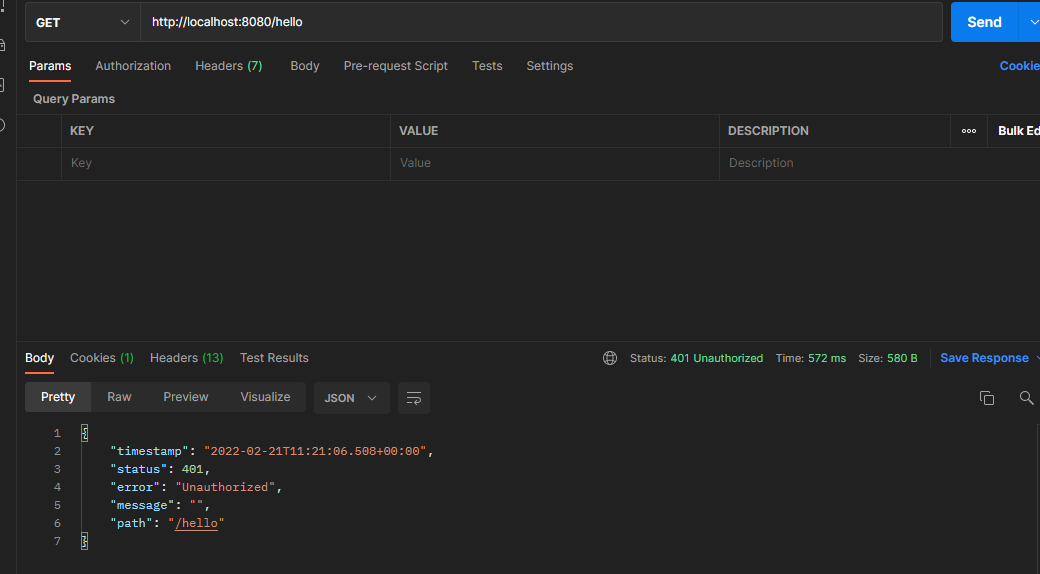 GET http://localhost:8080/hello Send
Params Authorization Headers (7) Body Pre-request Script Tests Settings Cookie
Query Params
KEY VALUE DESCRIPTION ooo Bulk Ed
Key Value Description
Body Cookies (1) Headers (13) Test Results Status: 401 Unauthorized Time: 572 ms Size: 580 B Save Response
Pretty Raw Preview Visualize JSON
1 {
2 "timestamp": "2022-02-21T11:21:06.508+00:00",
3 "status": 401,
4 "error": "Unauthorized",
5 "message": "",
6 "path": "/hello"
7 }